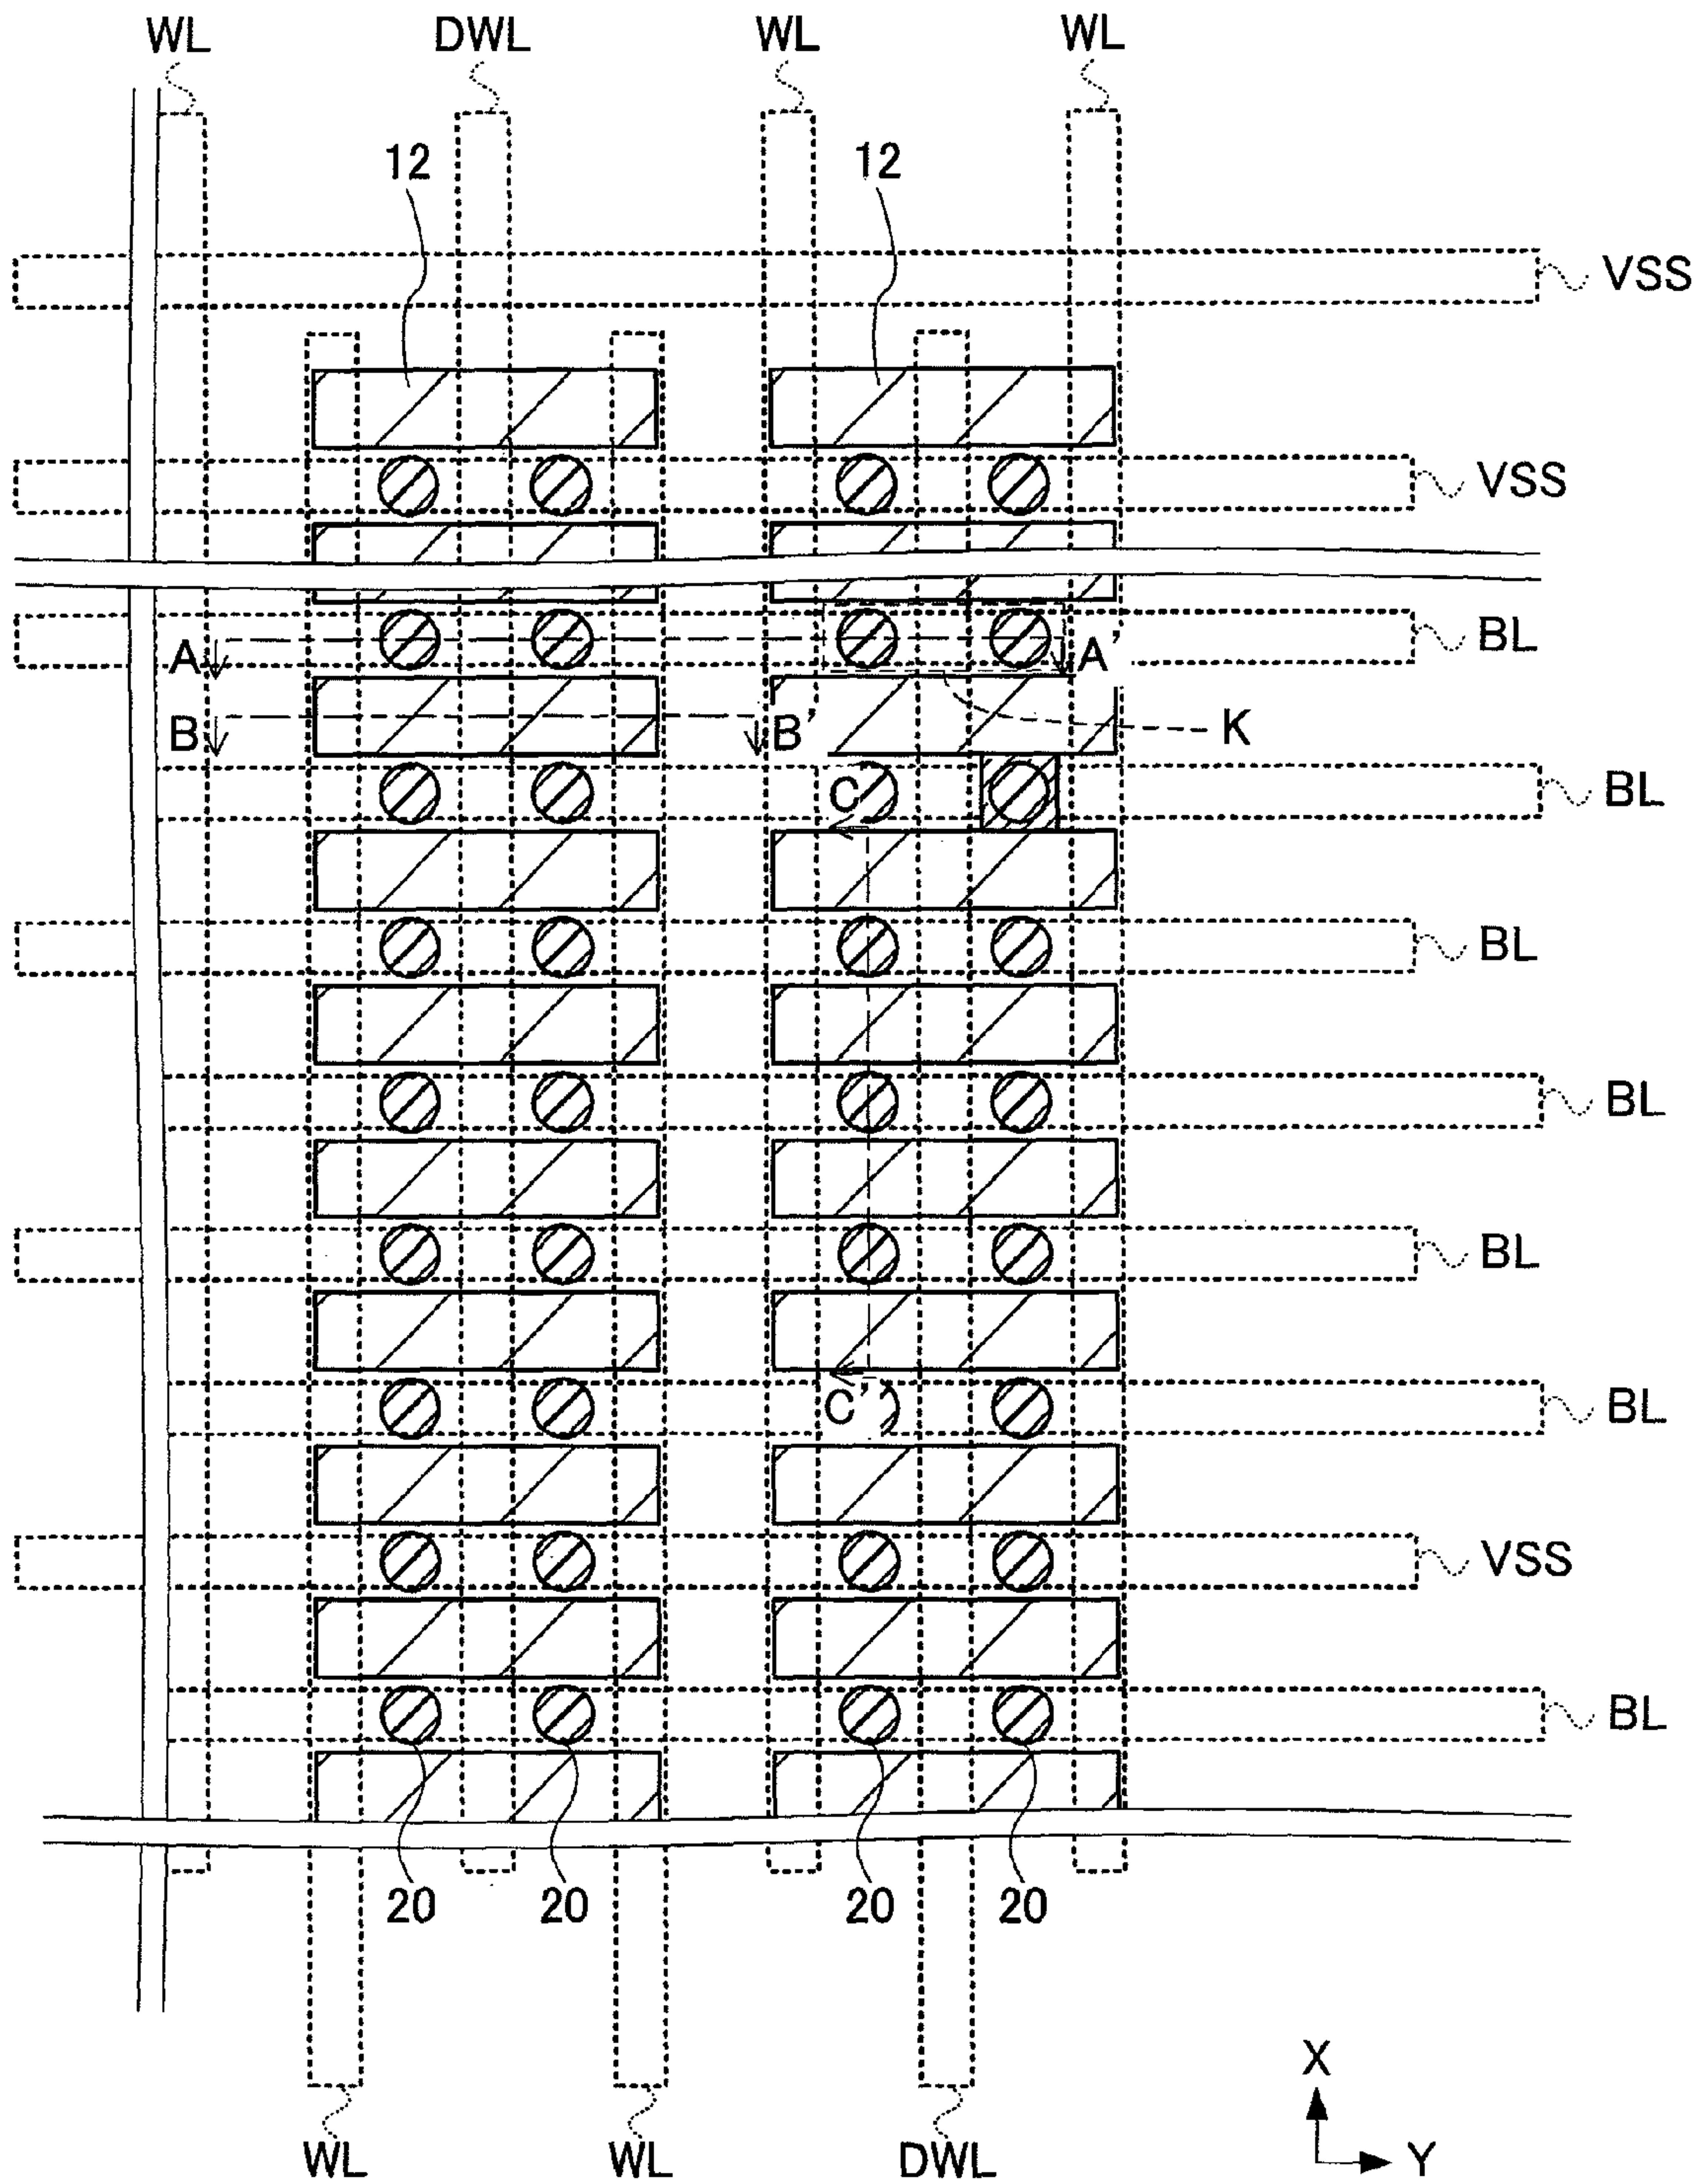 WL DWL WL WL
12 12
VSS
VSS
BL
A A'
B B' K
C BL
BL
BL
BL
C' BL
VSS
BL
20 20 20 20
X
Y
WL WL DWL